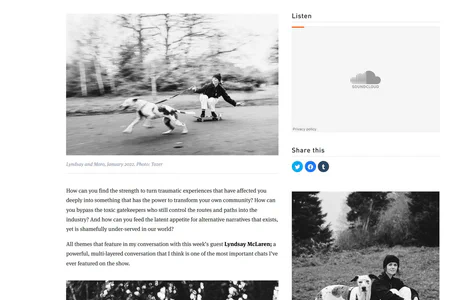 Listen
SOUNDCLOUD
Privacy policy
Lyndsay and Moro, January 2022. Photo: Tozer
Share this
How can you find the strength to turn traumatic experiences that have affected you
deeply into something that has the power to transform your own community? How can
you bypass the toxic gatekeepers who still control the routes and paths into the
industry? And how can you feed the latent appetite for alternative narratives that exists,
yet is shamefully under-served in our world?
All themes that feature in my conversation with this week's guest Lyndsay McLaren; a
powerful, multi-layered conversation that I think is one of the most important chats I've
ever featured on the show.